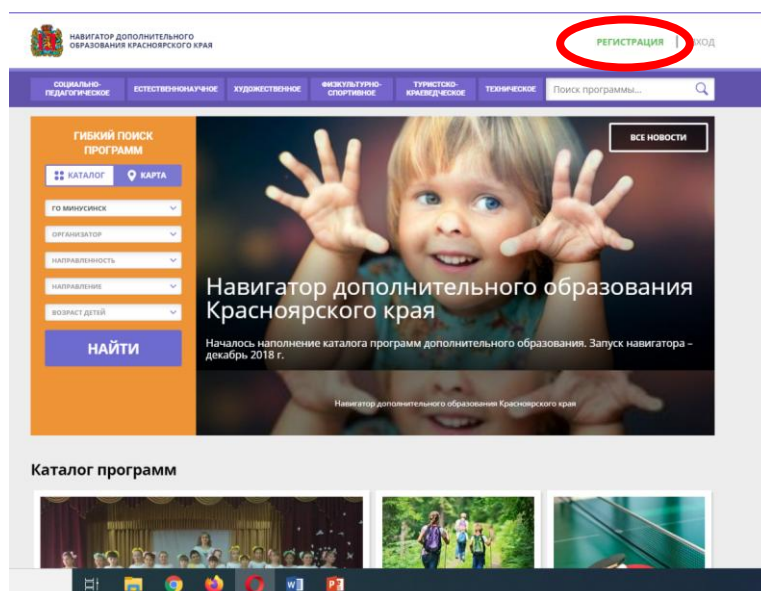 НАВИГАТОР ДОПОЛНИТЕЛЬНОГО
ОБРАЗОВАНИЯ КРАСНОЯРСКОГО КРАЯ
РЕГИСТРАЦИЯ
СОЦИАЛЬНО-
ПЕДАГОГИЧЕСКОЕ
ЕСТЕСТВЕННОНАУЧНОЕ
ХУДОЖЕСТВЕННОЕ
ФИЗКУЛЬТУРНО-
СПОРТИВНОЕ
ТУРИСТСКО-
КРАЕВЕДЧЕСКОЕ
ТЕХНИЧЕСКОЕ
Поиск программы...
ГИБКИЙ ПОИСК
ПРОГРАММ
КАТАЛОГ
КАРТА
ГО МИНУСИНСК
ОРГАНИЗАТОР
НАПРАВЛЕННОСТЬ
НАПРАВЛЕНИЕ
ВОЗРАСТ ДЕТЕЙ
НАЙТИ
ВСЕ НОВОСТИ
Навигатор дополнительного образования
Красноярского края
Началось наполнение каталога программ дополнительного образования. Запуск навигатора –
декабрь 2018 г.
Навигатор дополнительного образования Красноярского края
Каталог программ